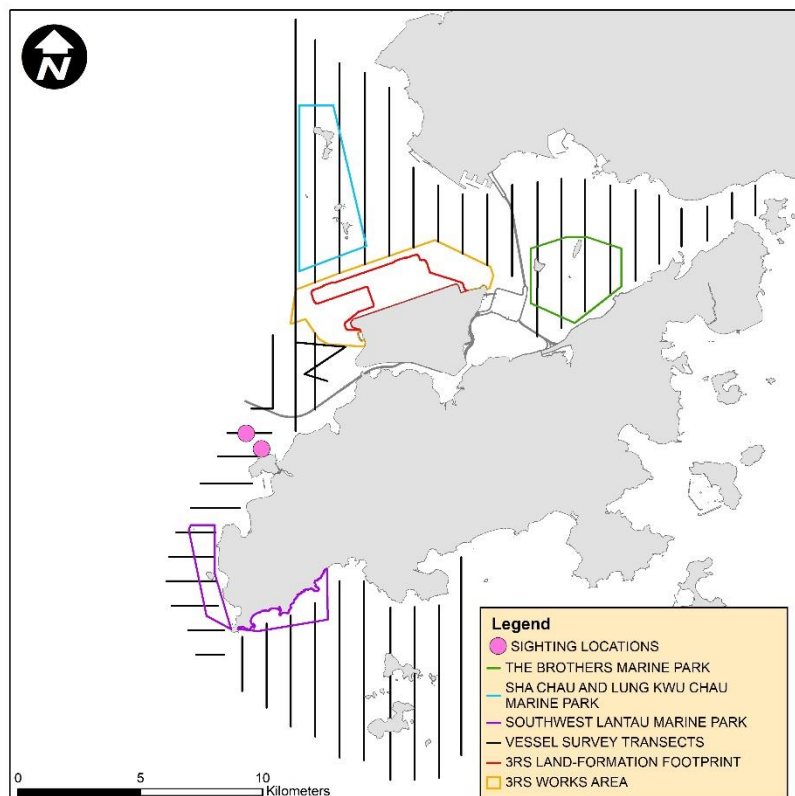 N
Legend
SIGHTING LOCATIONS
THE BROTHERS MARINE PARK
SHA CHAU AND LUNG KWU CHAU
MARINE PARK
SOUTHWEST LANTAU MARINE PARK
VESSEL SURVEY TRANSECTS
3RS LAND-FORMATION FOOTPRINT
3RS WORKS AREA
0 5 10
Kilometers